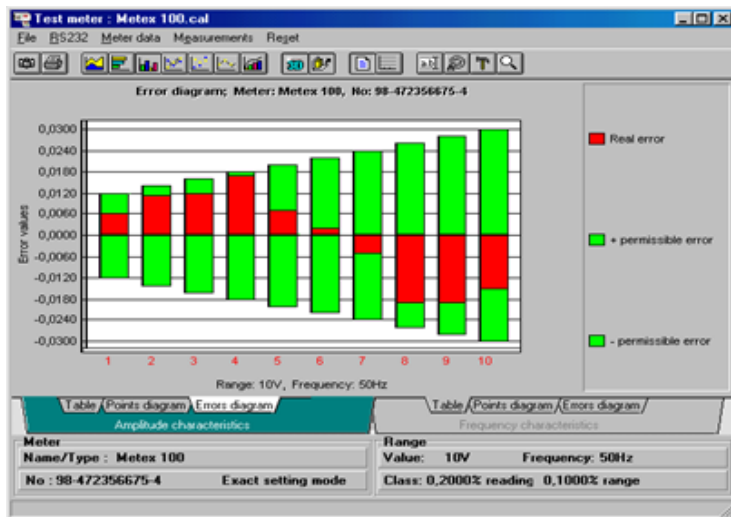 Test meter : Metex 100.cal
File RS232 Meter data Measurements Reset
Error diagram; Meter: Metex 100, No: 98-472356675-4
Error values
0,0300
0,0240
0,0180
0,0120
0,0060
0,0000
-0,0060
-0,0120
-0,0180
-0,0240
-0,0300
1 2 3 4 5 6 7 8 9 10
Range: 10V, Frequency: 50Hz
Real error
+ permissible error
- permissible error
Table Points diagram Errors diagram
Amplitude characteristics
Table Points diagram Errors diagram
Frequency characteristics
Meter
Name/Type : Metex 100
No : 98-472356675-4 Exact setting mode
Range
Value: 10V Frequency: 50Hz
Class: 0,2000% reading 0,1000% range